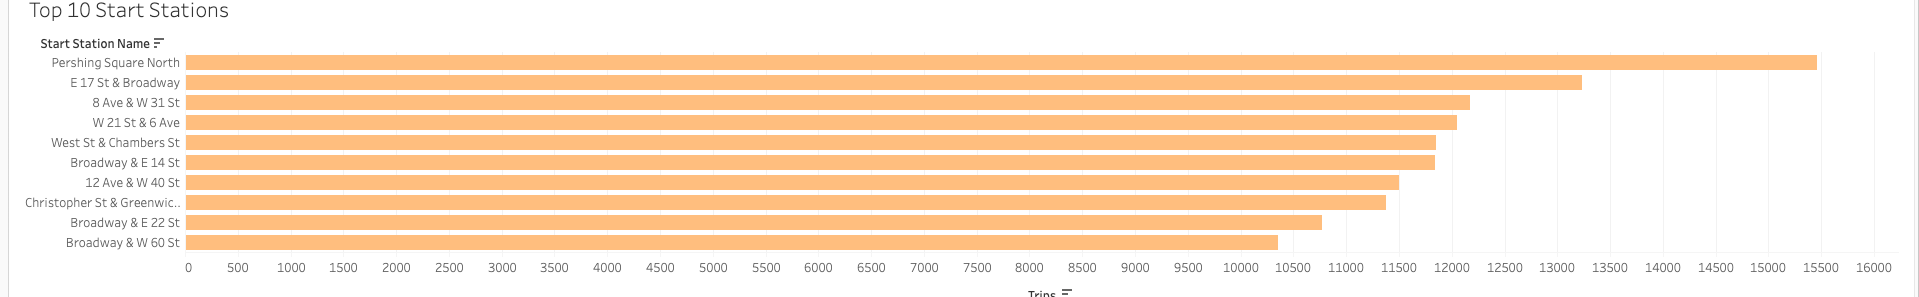 Top 10 Start Stations
Start Station Name
Pershing Square North
E 17 St & Broadway
8 Ave & W 31 St
W 21 St & 6 Ave
West St & Chambers St
Broadway & E 14 St
12 Ave & W 40 St
Christopher St & Greenwic..
Broadway & E 22 St
Broadway & W 60 St
0 500 1000 1500 2000 2500 3000 3500 4000 4500 5000 5500 6000 6500 7000 7500 8000 8500 9000 9500 10000 10500 11000 11500 12000 12500 13000 13500 14000 14500 15000 15500 16000
Trips